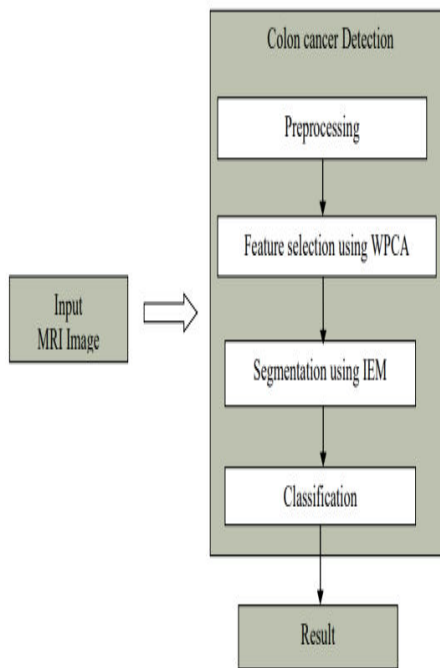 Colon cancer Detection
Preprocessing
Feature selection using WPCA
Input
MRI Image
Segmentation using IEM
Classification
Result